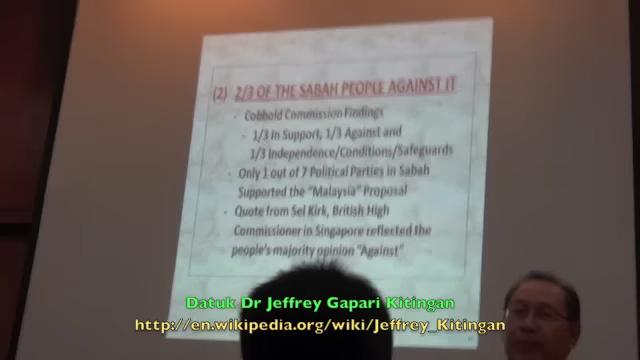 (2) 2/3 OF THE SABAH PEOPLE AGAINST IT
- Cobbold Commission Findings
- 1/3 In Support, 1/3 Against and
1/3 Independence/Conditions/Safeguards
- Only 1 out of 7 Political Parties in Sabah
Supported the "Malaysia" Proposal
- Quote from Sel Kirk, British High
Commissioner in Singapore reflected the
people's majority opinion "Against"
Datuk Dr Jeffrey Gapari Kitingan
http://en.wikipedia.org/wiki/Jeffrey_Kitingan